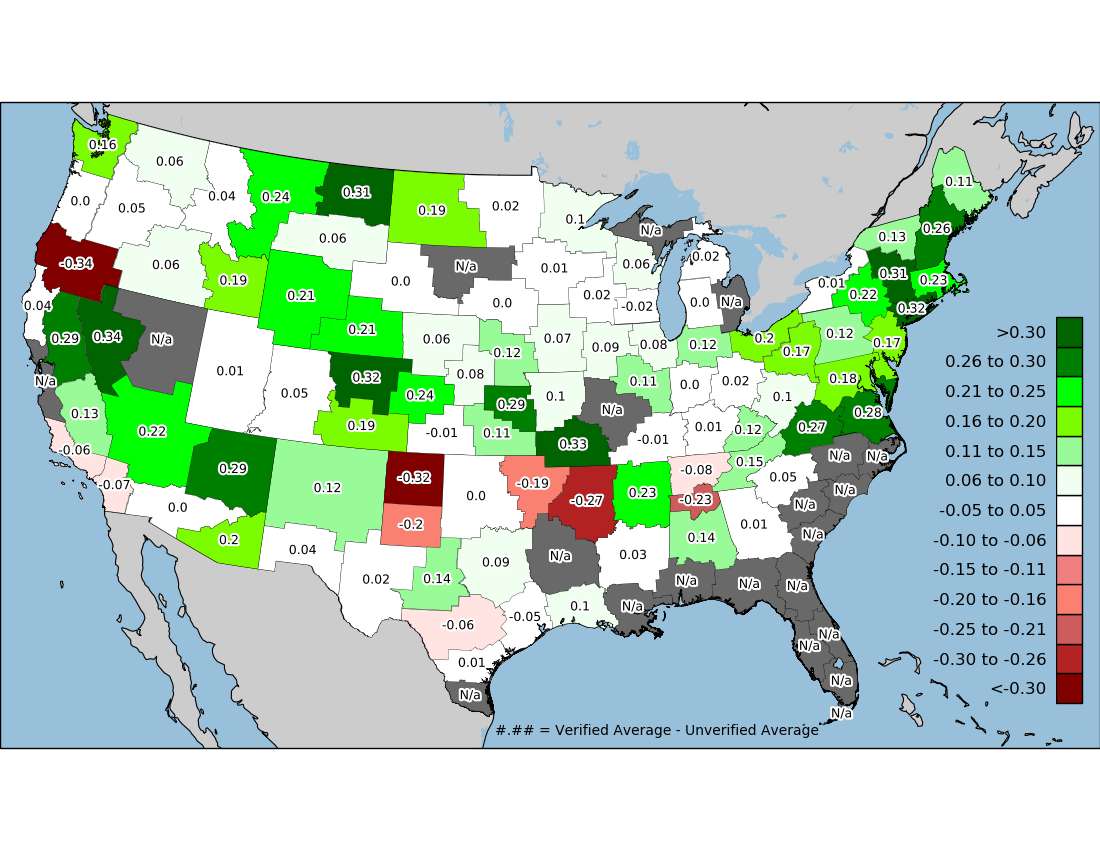 0.16
0.06
0.04
0.24
0.31
0.19
0.02
0.1
N/a
0.11
0.0
0.05
0.13
0.26
-0.34
0.06
0.19
0.06
0.21
0.0
N/a
0.01
0.06
0.02
0.01
0.31
0.23
0.22
0.32
0.04
0.29
0.34
N/a
0.21
0.0
0.02
-0.02
0.0
N/a
0.06
0.12
0.07
0.09
0.08
0.12
0.2
0.17
0.12
0.17
N/a
0.13
0.22
0.01
0.05
0.32
0.24
0.08
0.29
0.1
0.11
0.0
0.02
0.1
0.18
-0.06
0.19
-0.01
0.11
0.33
N/a
-0.01
0.01
0.12
0.27
0.28
-0.07
0.29
0.12
-0.32
0.0
-0.19
-0.27
0.23
-0.08
0.15
0.05
N/a
N/a
0.0
0.2
0.04
-0.2
-0.23
0.14
0.01
N/a
N/a
N/a
0.02
0.14
0.09
N/a
0.03
N/a
N/a
N/a
-0.06
-0.05
0.1
N/a
N/a
N/a
0.01
N/a
N/a
N/a
>0.30
0.26 to 0.30
0.21 to 0.25
0.16 to 0.20
0.11 to 0.15
0.06 to 0.10
-0.05 to 0.05
-0.10 to -0.06
-0.15 to -0.11
-0.20 to -0.16
-0.25 to -0.21
-0.30 to -0.26
<-0.30
#.## = Verified Average - Unverified Average